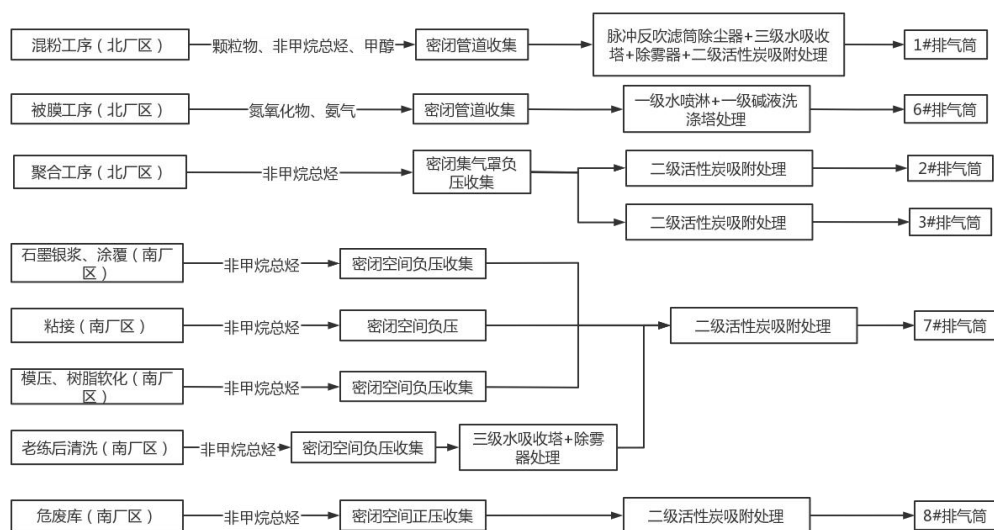 混粉工序（北厂区）
颗粒物、非甲烷总烃、甲醇
密闭管道收集
脉冲反吹滤筒除尘器+三级水吸收
塔+除雾器+二级活性炭吸附处理
1#排气筒
被膜工序（北厂区）
氮氧化物、氨气
密闭管道收集
一级水喷淋+一级碱液洗
涤塔处理
6#排气筒
聚合工序（北厂区）
非甲烷总烃
密闭集气罩负
压收集
二级活性炭吸附处理
2#排气筒
二级活性炭吸附处理
3#排气筒
石墨银浆、涂覆（南厂
区）
非甲烷总烃
密闭空间负压收集
粘接（南厂区）
非甲烷总烃
密闭空间负压
二级活性炭吸附处理
7#排气筒
模压、树脂软化（南厂
区）
非甲烷总烃
密闭空间负压收集
老练后清洗（南厂区）
非甲烷总烃
密闭空间负压收集
三级水吸收塔+除雾
器处理
危废库（南厂区）
非甲烷总烃
密闭空间正压收集
二级活性炭吸附处理
8#排气筒